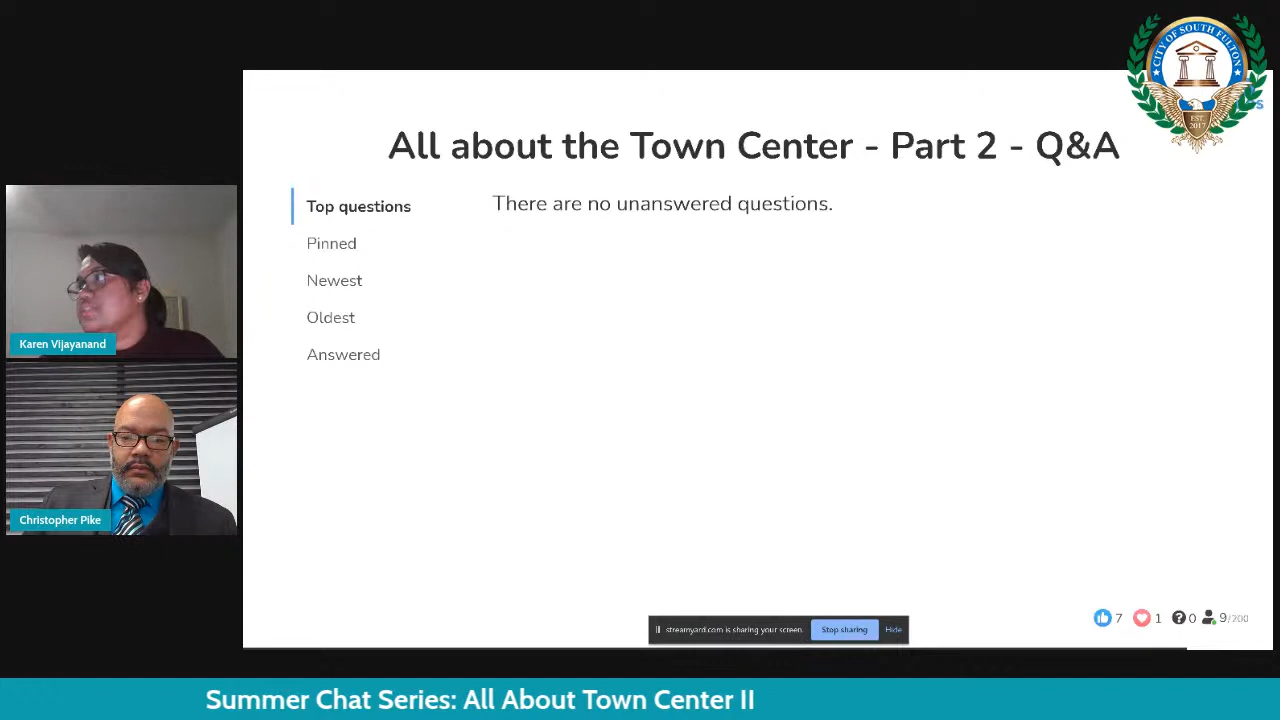 CITY OF SOUTH FULTON
EST.
2017
s
All about the Town Center - Part 2 - Q&A
Top questions
There are no unanswered questions.
Pinned
Newest
Oldest
Answered
Karen Vijayanand
Christopher Pike
streamyard.com is sharing your screen.
Stop sharing
Hide
7
1
0
9/200
Summer Chat Series: All About Town Center II